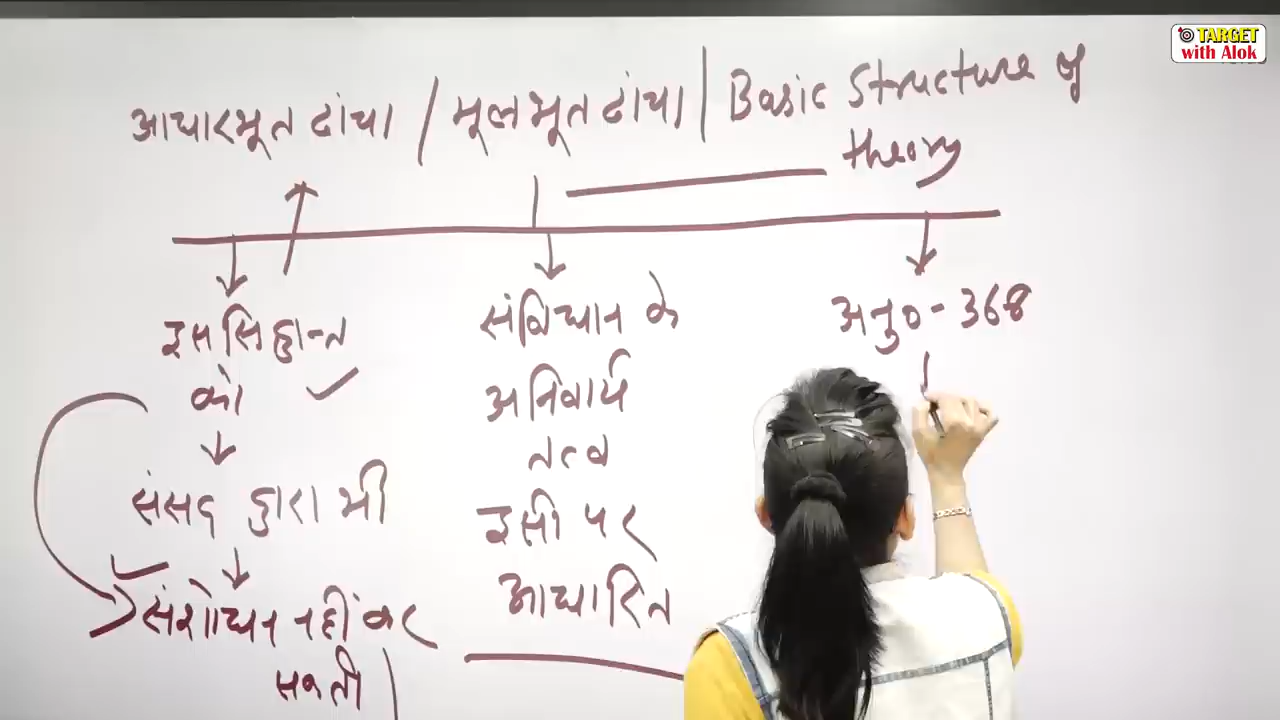 TARGET
with Alok
आधारभूत ढांचा / मूलभूत ढांचा | Basic Structure of
theory
इस सिद्धान्त
को
संसद द्वारा भी
संशोधन नहीं कर
सकती
संविधान के
अनिवार्य
तत्व
इसी पर
आधारित
अनु० - 368